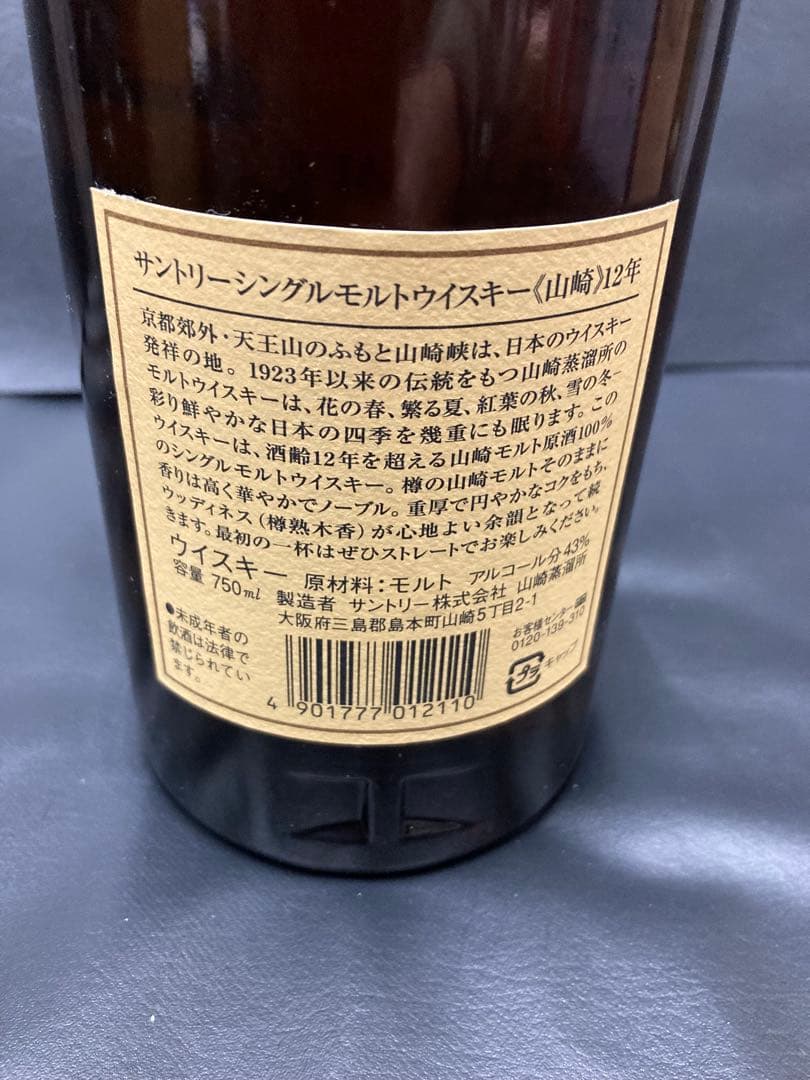 サントリーシングルモルトウイスキー《山崎》12年
京都郊外・天王山のふもと山崎峡は、日本のウイスキー
発祥の地。1923年以来の伝統をもつ山崎蒸溜所の
モルトウイスキーは、花の春、繁る夏、紅葉の秋、雪の冬─
彩り鮮やかな日本の四季を幾重にも眠ります。この
ウイスキーは、酒齢12年を超える山崎モルト原酒100%
のシングルモルトウイスキー。樽の山崎モルトそのままに
香りは高く華やかでノーブル。重厚で円やかなコクをもち、
ウッディネス(樽熟木香)が心地よい余韻となって続
きます。最初の一杯はぜひストレートでお楽しみください。
ウイスキー 原材料:モルト アルコール分43%
容量 750ml 製造者 サントリー株式会社 山崎蒸溜所
大阪府三島郡島本町山崎5丁目2-1
●未成年者の
飲酒は法律で
禁じられてい
ます。
お客様センター
0120-139-310
プラ キャップ
4 901777 012110